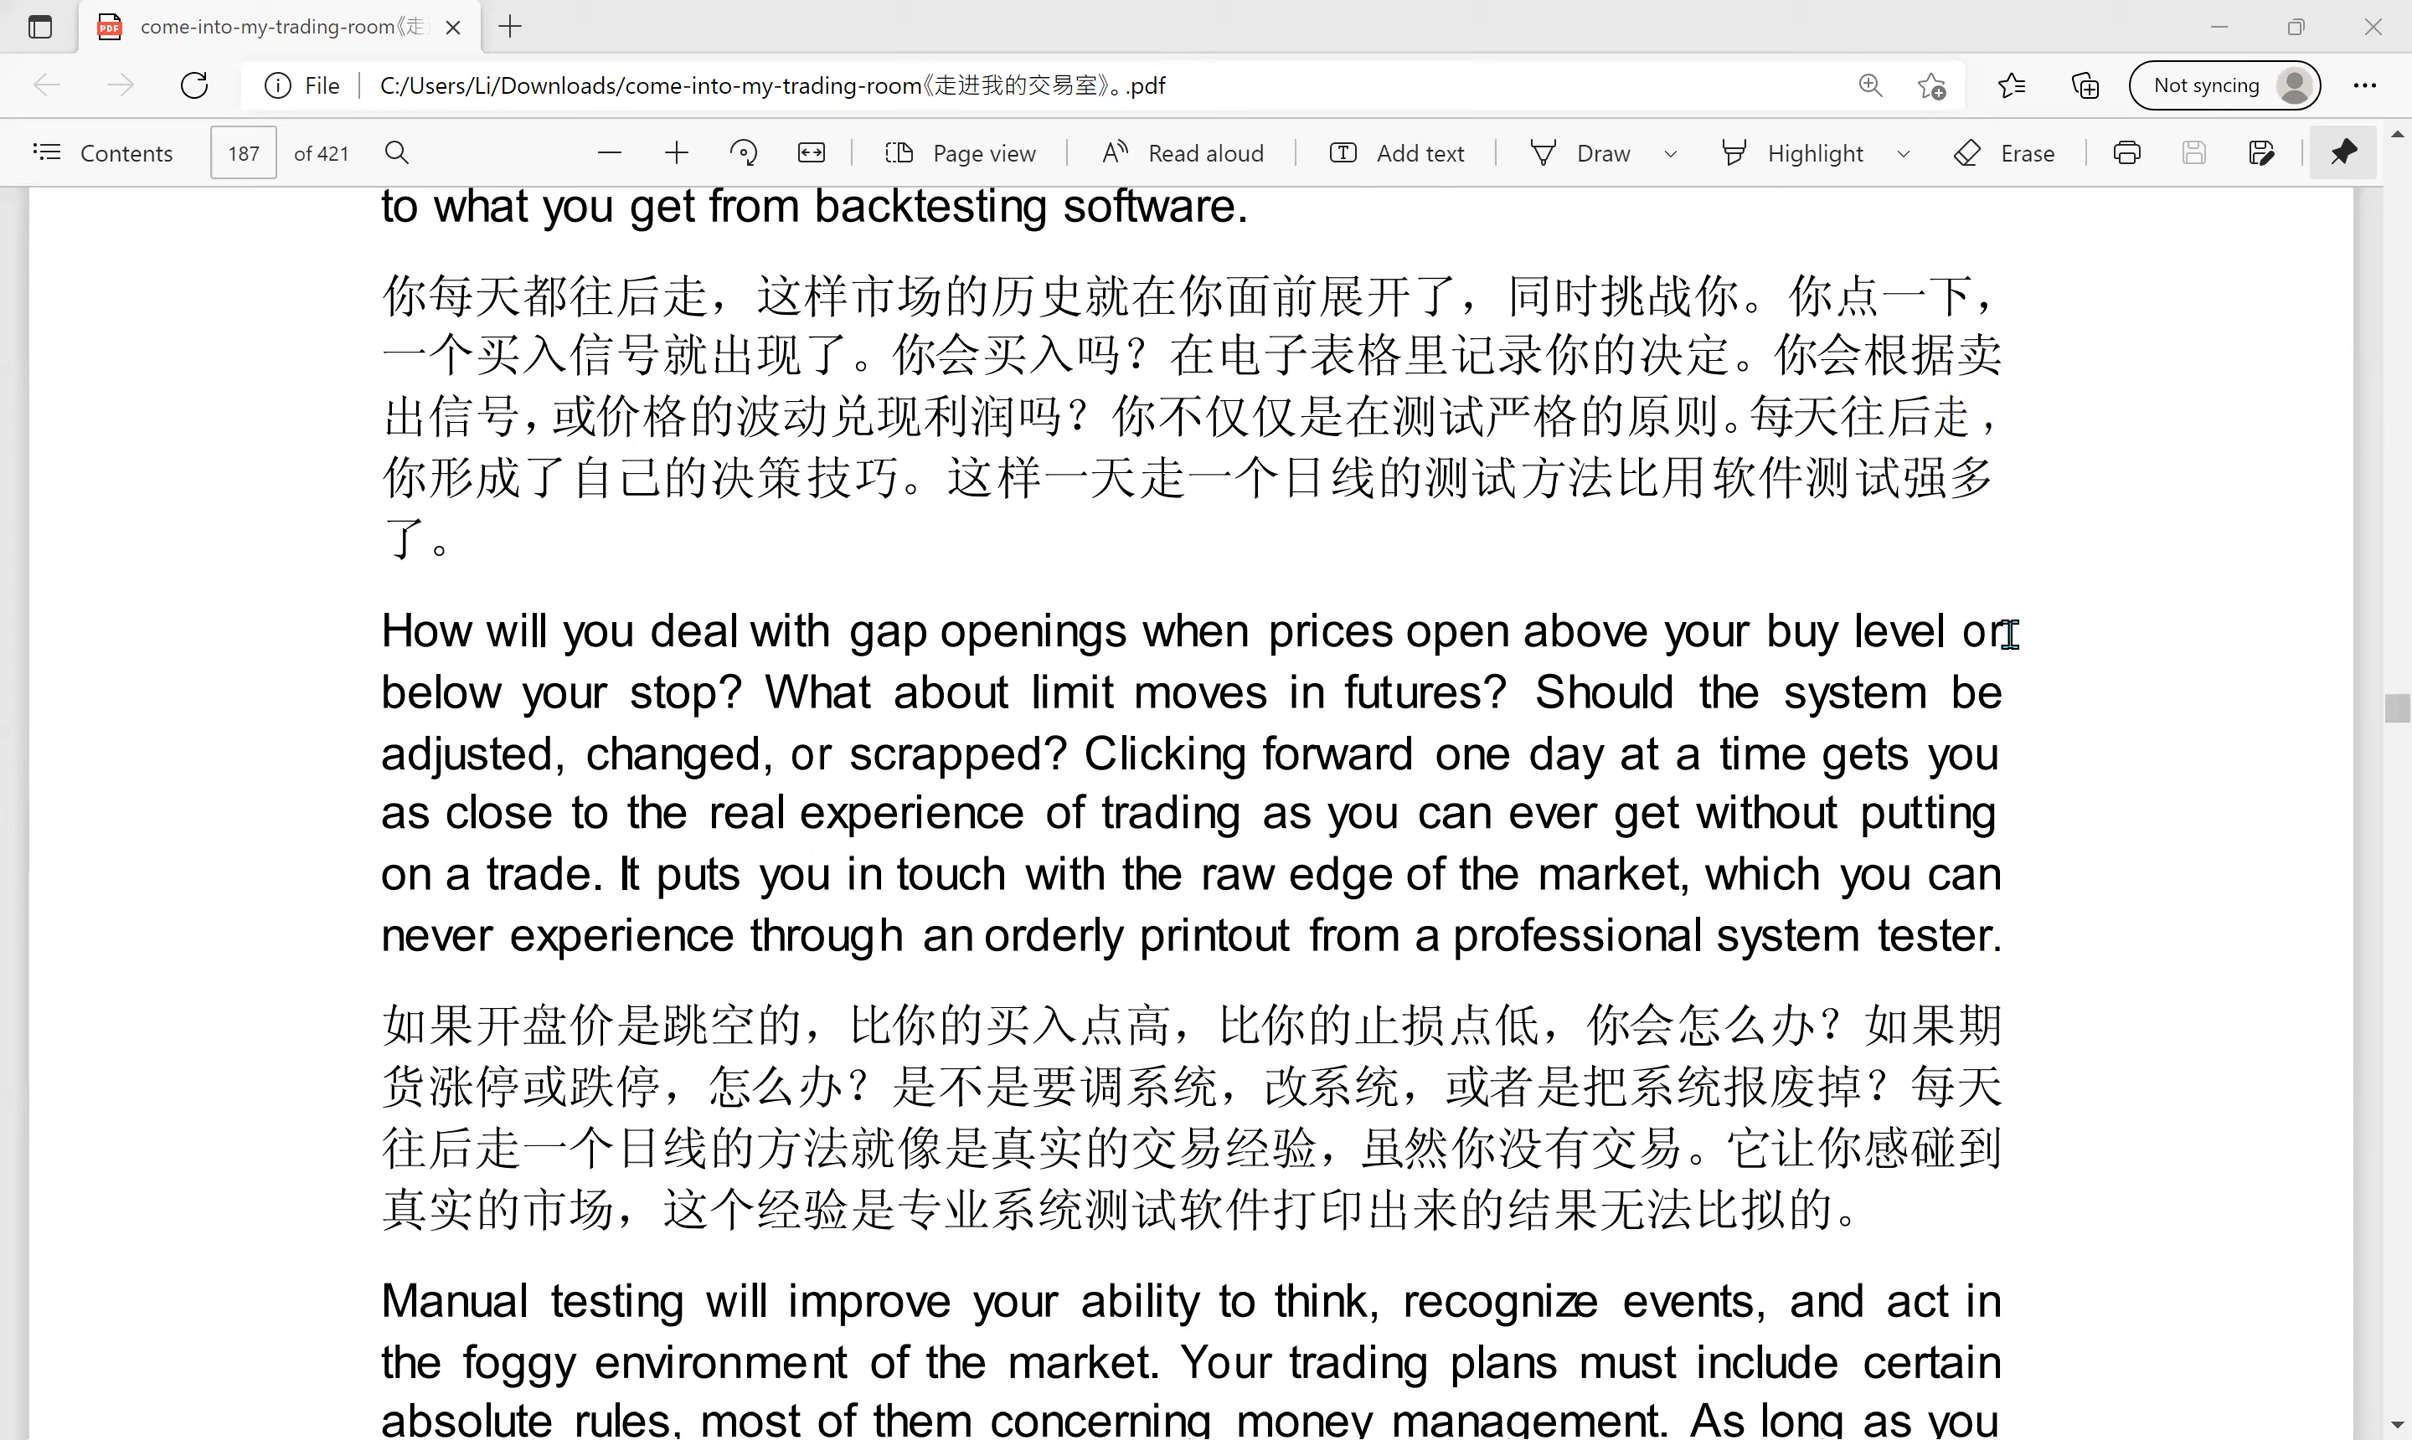 come-into-my-trading-room《走
File
C:/Users/Li/Downloads/come-into-my-trading-room《走进我的交易室》。.pdf
Not syncing
Contents 187 of 421 Page view Read aloud Add text Draw Highlight Erase
to what you get from backtesting software.
你每天都往后走，这样市场的历史就在你面前展开了，同时挑战你。你点一下，
一个买入信号就出现了。你会买入吗？在电子表格里记录你的决定。你会根据卖
出信号，或价格的波动兑现利润吗？你不仅仅是在测试严格的原则。每天往后走，
你形成了自己的决策技巧。这样一天走一个日线的测试方法比用软件测试强多
了。
How will you deal with gap openings when prices open above your buy level or
below your stop? What about limit moves in futures? Should the system be
adjusted, changed, or scrapped? Clicking forward one day at a time gets you
as close to the real experience of trading as you can ever get without putting
on a trade. It puts you in touch with the raw edge of the market, which you can
never experience through an orderly printout from a professional system tester.
如果开盘价是跳空的，比你的买入点高，比你的止损点低，你会怎么办？如果期
货涨停或跌停，怎么办？是不是要调系统，改系统，或者是把系统报废掉？每天
往后走一个日线的方法就像是真实的交易经验，虽然你没有交易。它让你感碰到
真实的市场，这个经验是专业系统测试软件打印出来的结果无法比拟的。
Manual testing will improve your ability to think, recognize events, and act in
the foggy environment of the market. Your trading plans must include certain
absolute rules, most of them concerning money management. As long as you